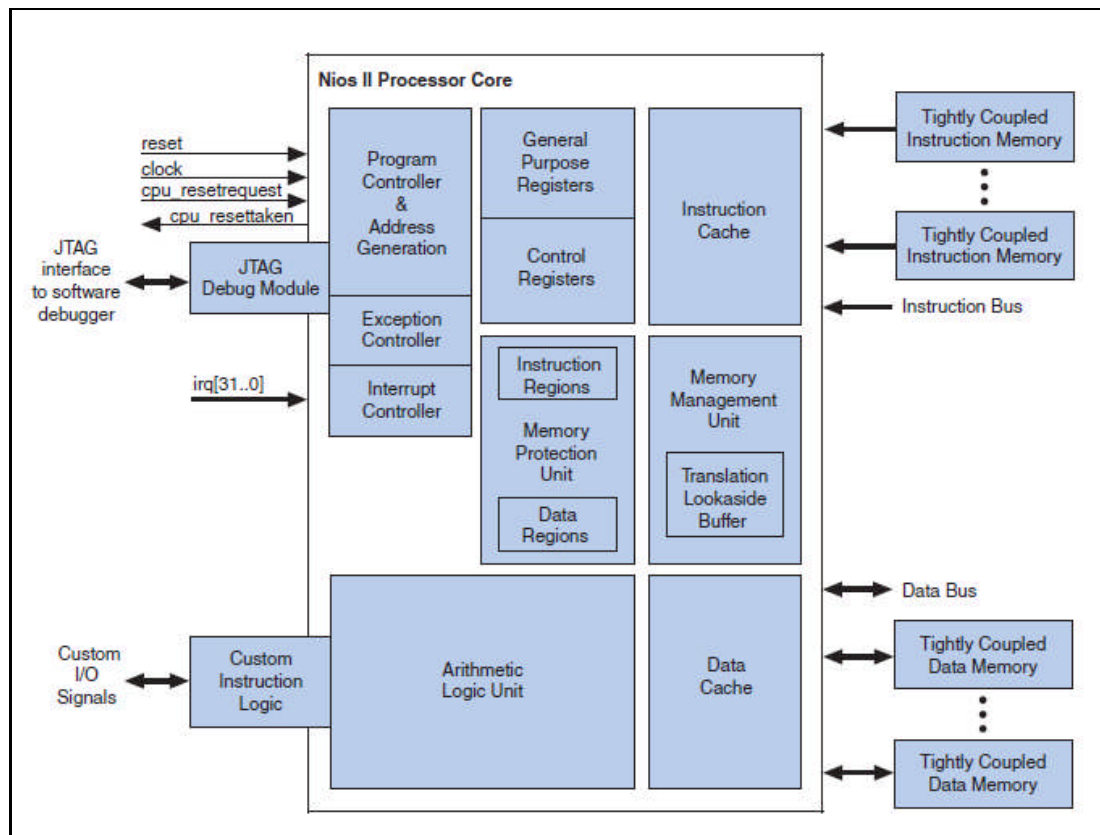 Nios II Processor Core
reset
clock
cpu_resetrequest
cpu_resettaken
JTAG
interface
to software
debugger
JTAG
Debug Module
irq[31..0]
Program
Controller
&
Address
Generation
Exception
Controller
Interrupt
Controller
General
Purpose
Registers
Control
Registers
Instruction
Cache
Instruction
Regions
Memory
Protection
Unit
Data
Regions
Memory
Management
Unit
Translation
Lookaside
Buffer
Custom
I/O
Signals
Custom
Instruction
Logic
Arithmetic
Logic Unit
Data
Cache
Tightly Coupled
Instruction Memory
Tightly Coupled
Instruction Memory
Instruction Bus
Data Bus
Tightly Coupled
Data Memory
Tightly Coupled
Data Memory